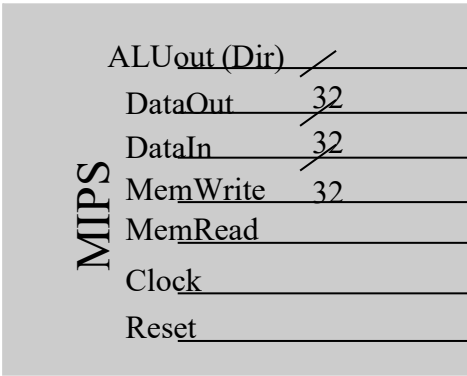 ALUout (Dir)
DataOut 32
DataIn 32
MemWrite 32
MemRead
Clock
Reset
MIPS